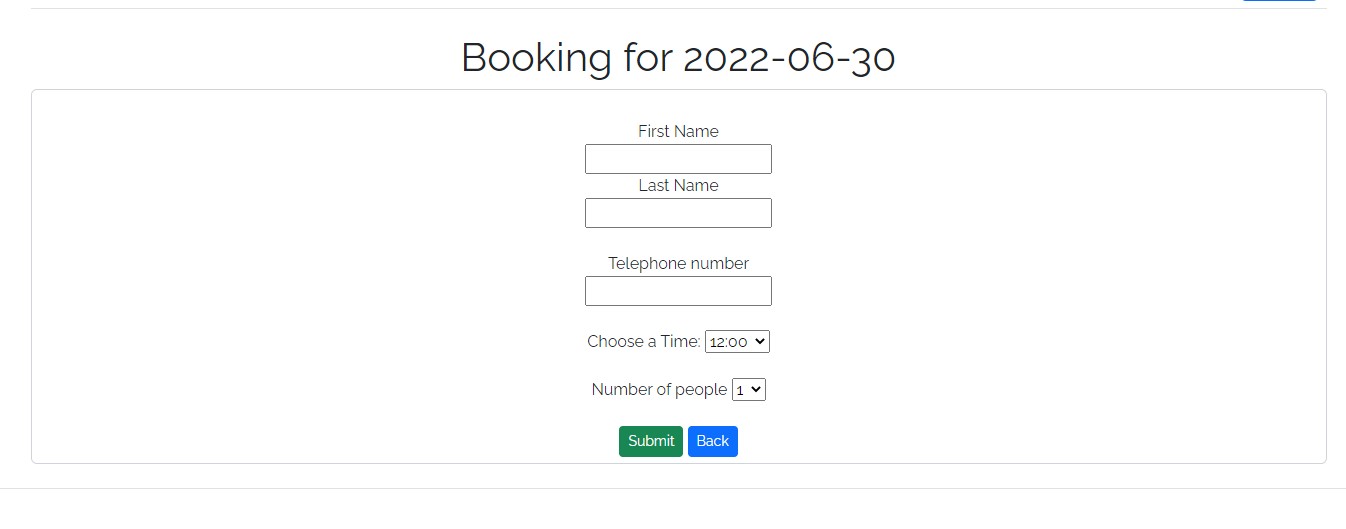 Booking for 2022-06-30
First Name
Last Name
Telephone number
Choose a Time: 12:00
Number of people 1
Submit Back